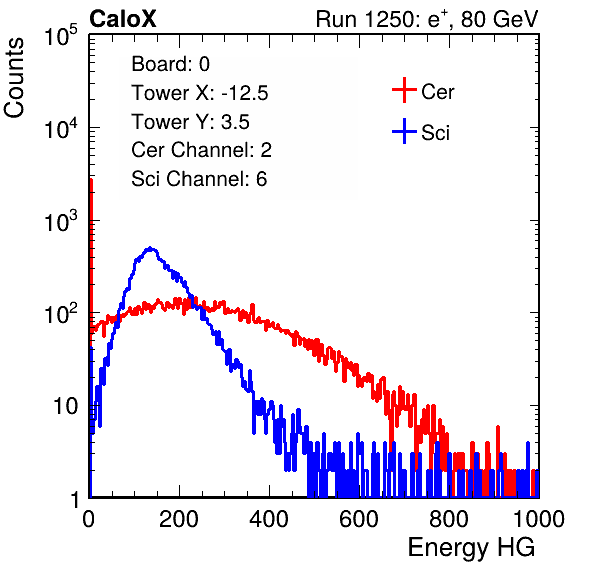 CaloX Run 1250: e⁺, 80 GeV
Counts
Board: 0
Tower X: -12.5
Tower Y: 3.5
Cer Channel: 2
Sci Channel: 6
Cer
Sci
10⁵
10⁴
10³
10²
10
1
0 200 400 600 800 1000
Energy HG